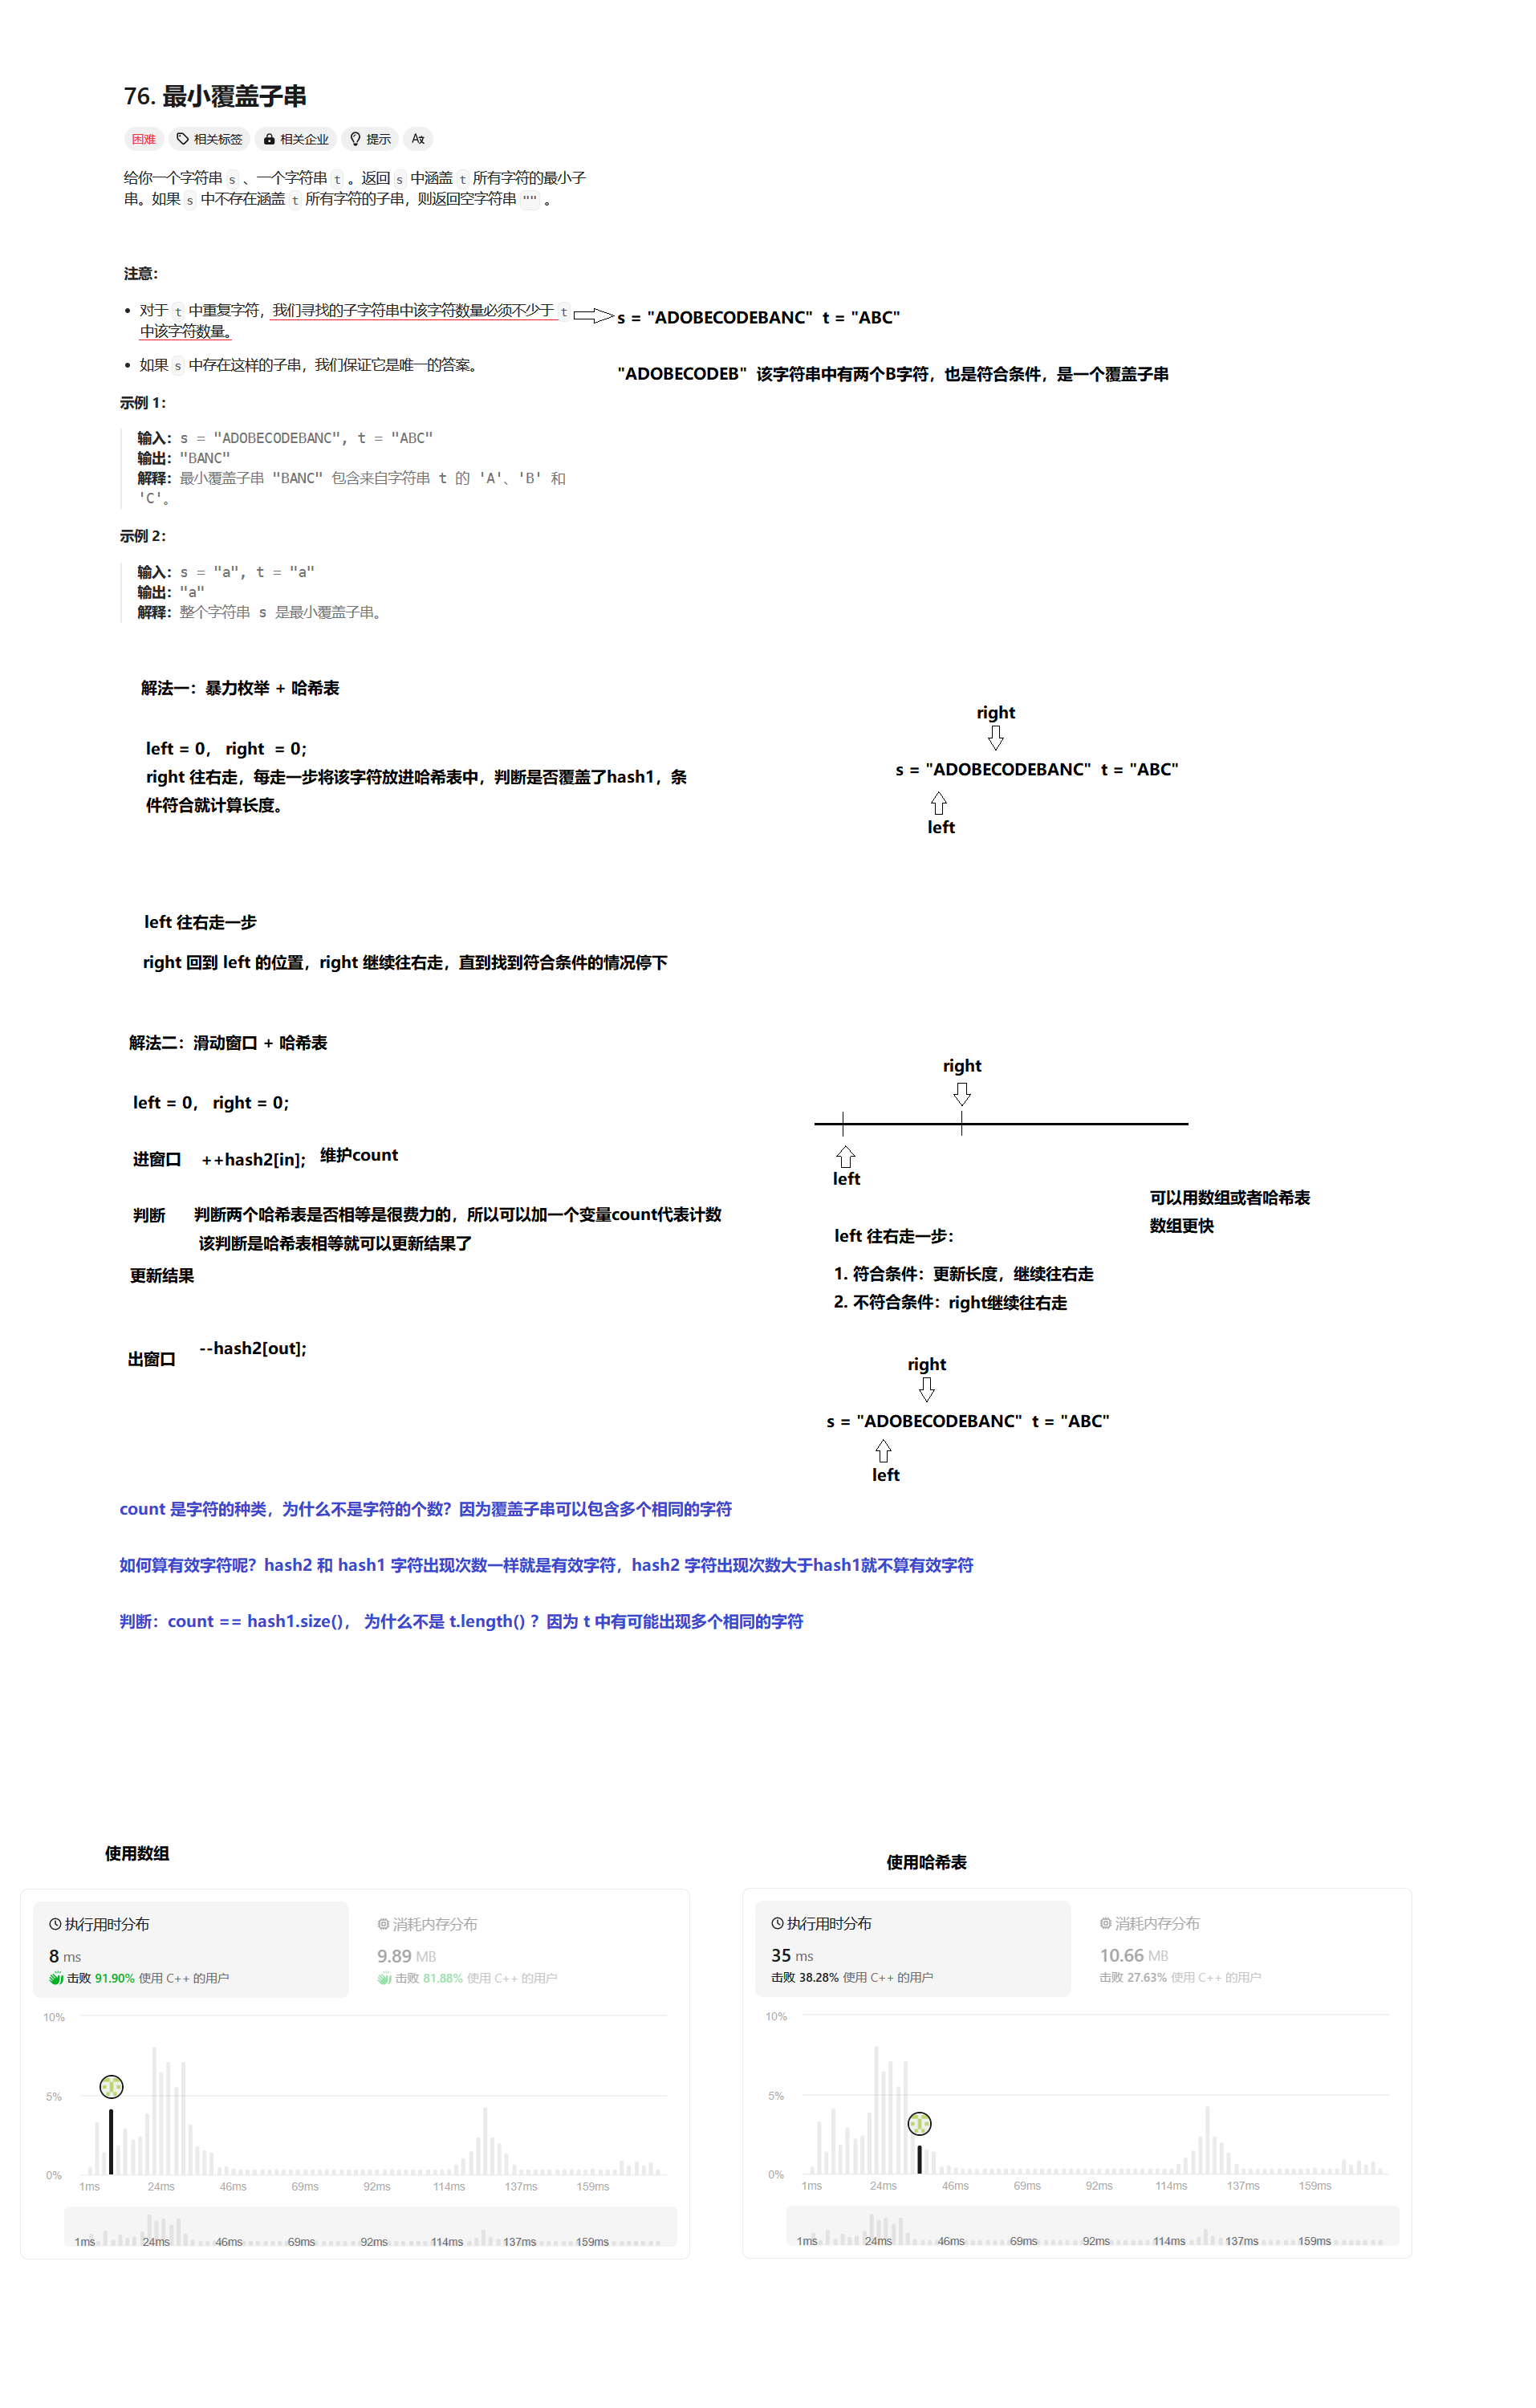 76. 最小覆盖子串
困难 相关标签 相关企业 提示
给你一个字符串 s 、一个字符串 t 。返回 s 中涵盖 t 所有字符的最小子
串。如果 s 中不存在涵盖 t 所有字符的子串，则返回空字符串 "" 。
注意：
• 对于 t 中重复字符，我们寻找的子字符串中该字符数量必须不少于 t
中该字符数量。
s = "ADOBECODEBANC" t = "ABC"
• 如果 s 中存在这样的子串，我们保证它是唯一的答案。
"ADOBECODEB" 该字符串中有两个B字符，也是符合条件，是一个覆盖子串
示例 1：
输入：s = "ADOBECODEBANC", t = "ABC"
输出："BANC"
解释：最小覆盖子串 "BANC" 包含来自字符串 t 的 'A'、'B' 和
'C'。
示例 2：
输入：s = "a", t = "a"
输出："a"
解释：整个字符串 s 是最小覆盖子串。
解法一：暴力枚举 + 哈希表
left = 0， right = 0；
right 往右走，每走一步将该字符放进哈希表中，判断是否覆盖了hash1，条
件符合就计算长度。
right
s = "ADOBECODEBANC" t = "ABC"
left
left 往右走一步
right 回到 left 的位置，right 继续往右走，直到找到符合条件的情况停下
解法二：滑动窗口 + 哈希表
left = 0， right = 0；
进窗口 ++hash2[in]； 维护count
判断 判断两个哈希表是否相等是很费力的，所以可以加一个变量count代表计数
该判断是哈希表相等就可以更新结果了
更新结果
出窗口 --hash2[out]；
right
left
可以用数组或者哈希表
数组更快
left 往右走一步：
1. 符合条件：更新长度，继续往右走
2. 不符合条件：right继续往右走
right
s = "ADOBECODEBANC" t = "ABC"
left
count 是字符的种类，为什么不是字符的个数？因为覆盖子串可以包含多个相同的字符
如何算有效字符呢？hash2 和 hash1 字符出现次数一样就是有效字符，hash2 字符出现次数大于hash1就不算有效字符
判断：count == hash1.size()， 为什么不是 t.length() ？因为 t 中有可能出现多个相同的字符
使用数组
执行用时分布 消耗内存分布
8 ms 9.89 MB
击败 91.90% 使用 C++ 的用户 击败 81.88% 使用 C++ 的用户
10%
5%
0%
1ms 24ms 46ms 69ms 92ms 114ms 137ms 159ms
1ms 24ms 46ms 69ms 92ms 114ms 137ms 159ms
使用哈希表
执行用时分布 消耗内存分布
35 ms 10.66 MB
击败 38.28% 使用 C++ 的用户 击败 27.63% 使用 C++ 的用户
10%
5%
0%
1ms 24ms 46ms 69ms 92ms 114ms 137ms 159ms
1ms 24ms 46ms 69ms 92ms 114ms 137ms 159ms